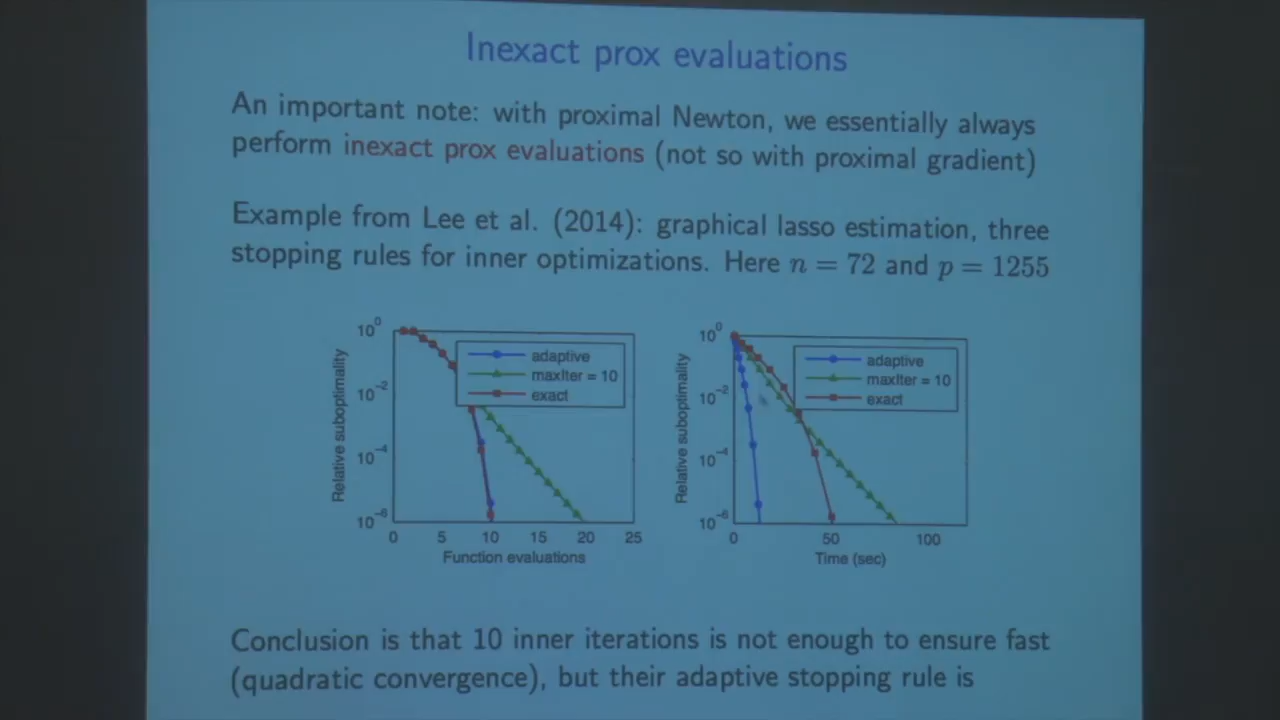 Inexact prox evaluations
An important note: with proximal Newton, we essentially always
perform inexact prox evaluations (not so with proximal gradient)
Example from Lee et al. (2014): graphical lasso estimation, three
stopping rules for inner optimizations. Here n = 72 and p = 1255
10^0
10^-2
10^-4
10^-6
Relative suboptimality
adaptive
maxIter = 10
exact
0 5 10 15 20 25
Function evaluations
10^0
10^-2
10^-4
10^-6
Relative suboptimality
adaptive
maxIter = 10
exact
0 50 100
Time (sec)
Conclusion is that 10 inner iterations is not enough to ensure fast
(quadratic convergence), but their adaptive stopping rule is